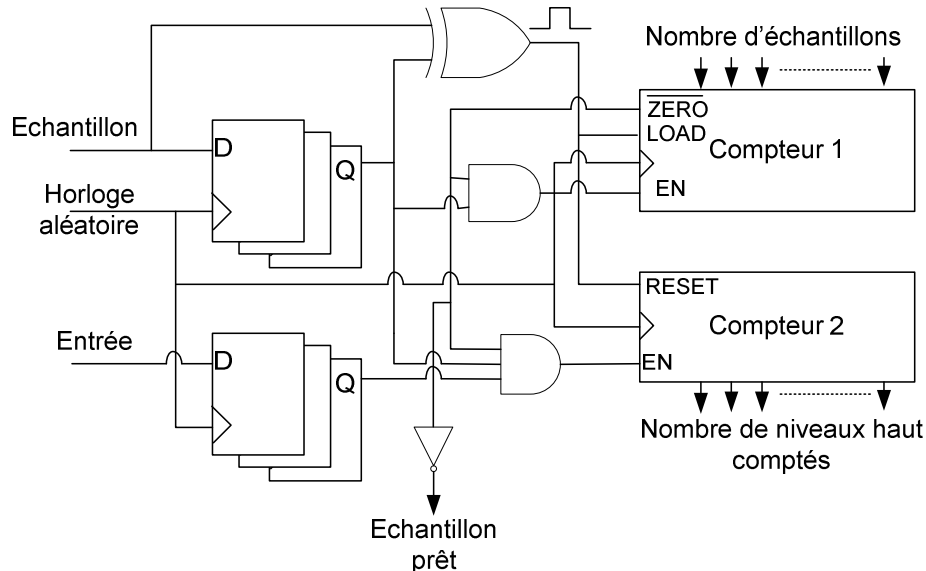 Nombre d'échantillons
Echantillon
D
Q
Horloge
aléatoire
ZERO
LOAD
EN
Compteur 1
Entrée
D
Q
RESET
EN
Compteur 2
Nombre de niveaux haut
comptés
Echantillon
prêt